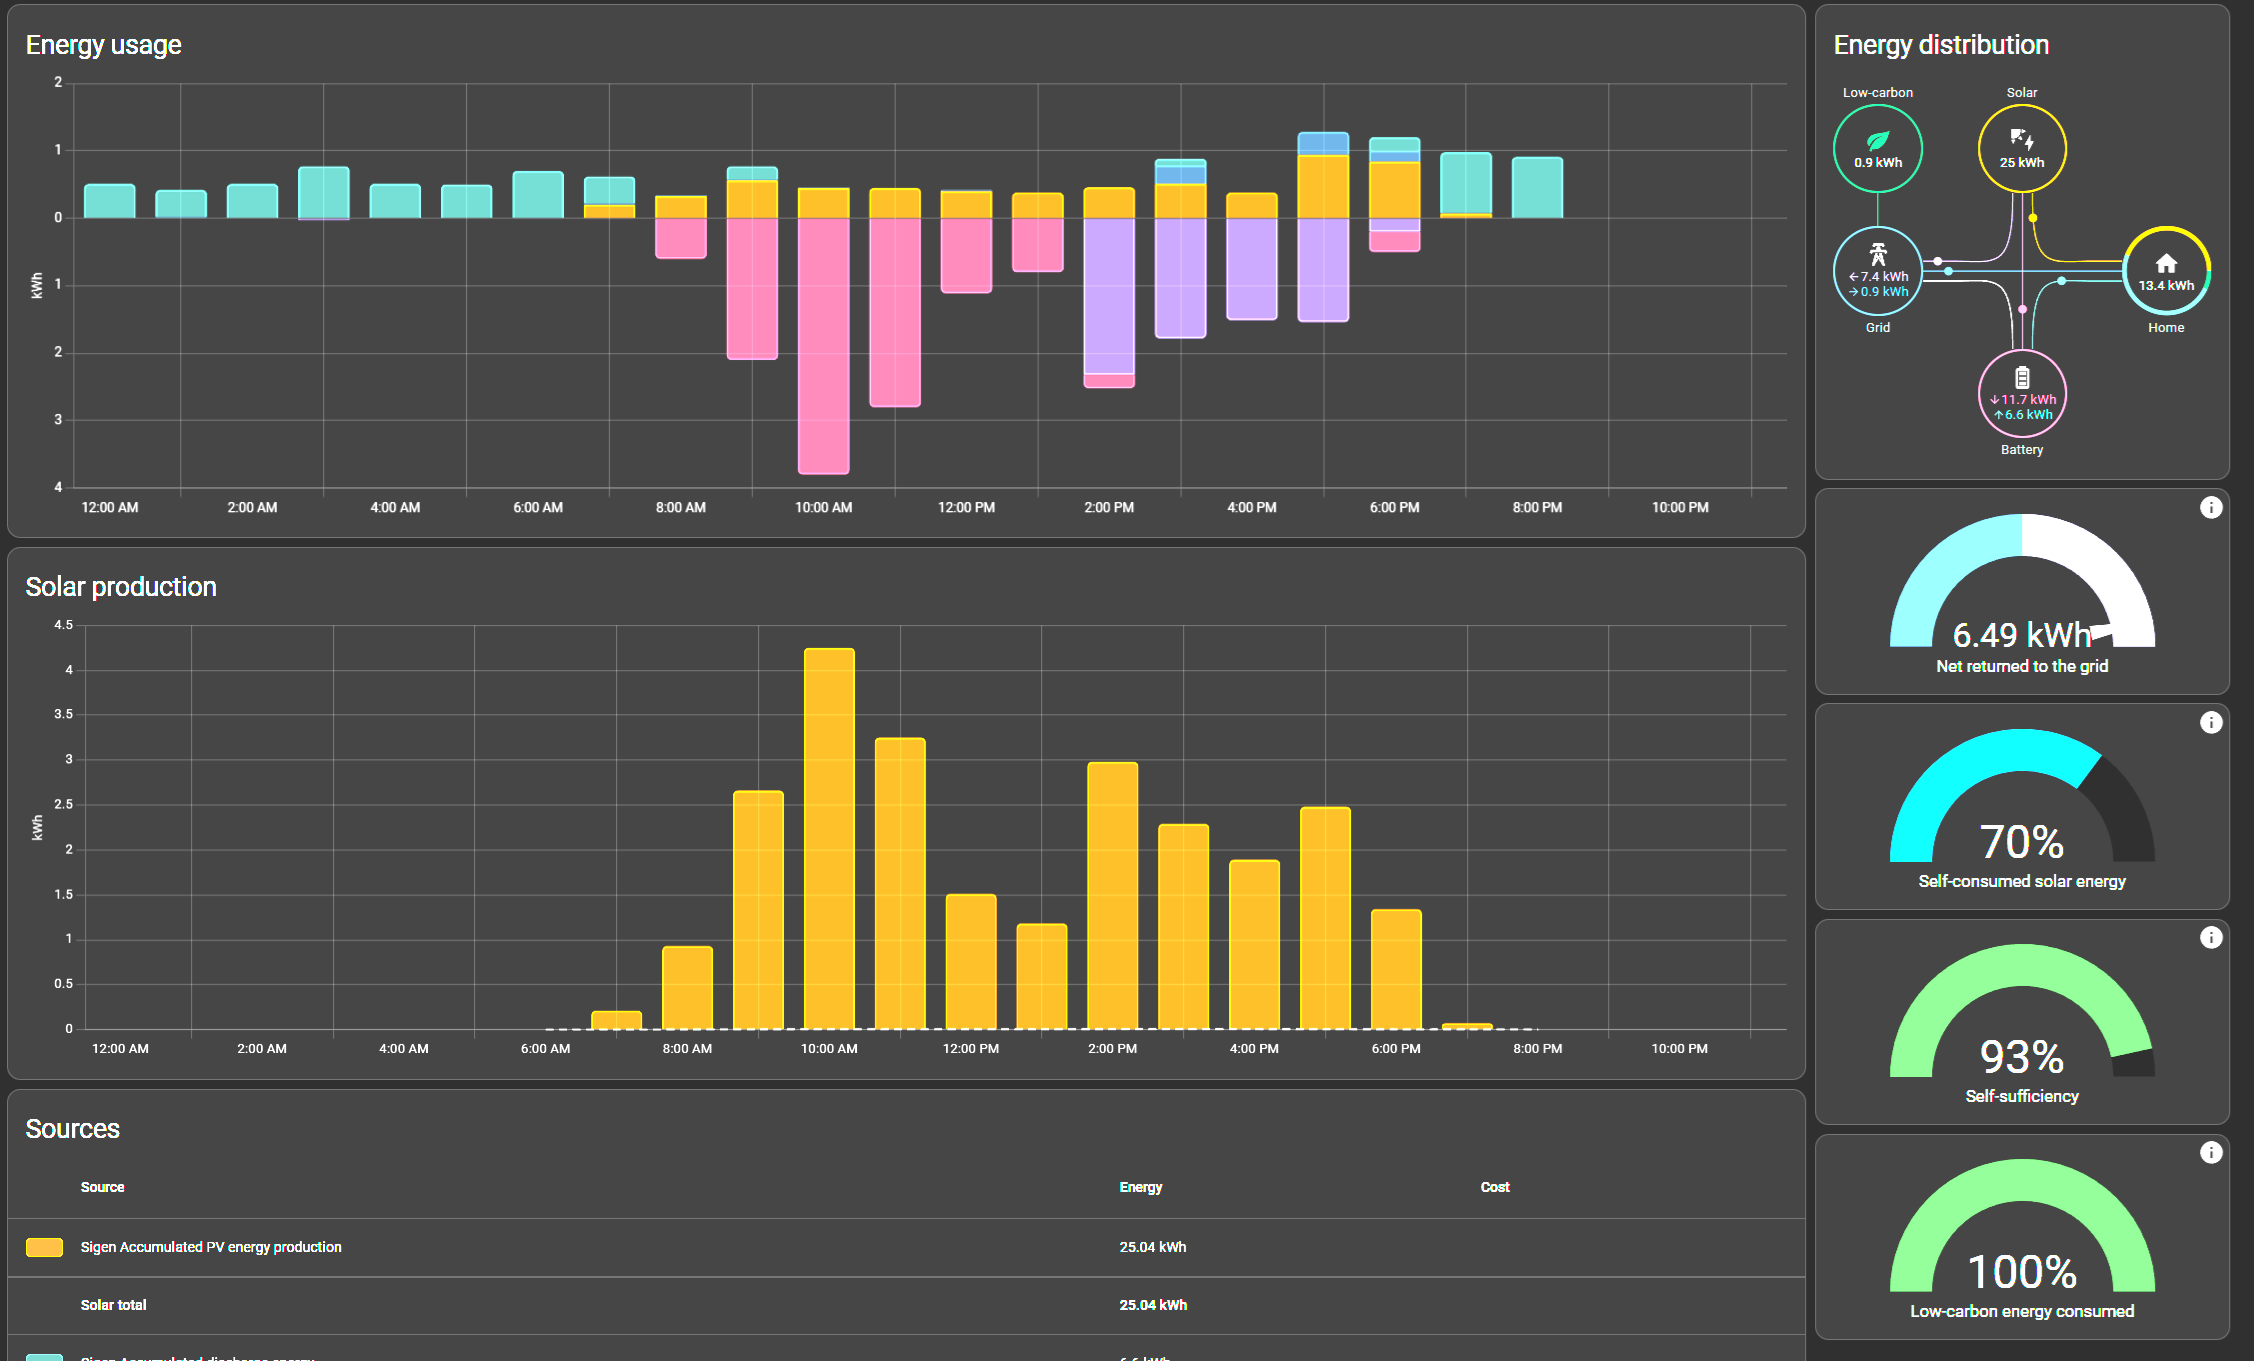 Energy usage
2
1
0
1
2
3
4
kWh
12:00 AM 2:00 AM 4:00 AM 6:00 AM 8:00 AM 10:00 AM 12:00 PM 2:00 PM 4:00 PM 6:00 PM 8:00 PM 10:00 PM
Energy distribution
Low-carbon
0.9 kWh
Solar
25 kWh
←7.4 kWh
→0.9 kWh
Grid
13.4 kWh
Home
↓11.7 kWh
↑6.6 kWh
Battery
6.49 kWh
Net returned to the grid
70%
Self-consumed solar energy
93%
Self-sufficiency
100%
Low-carbon energy consumed
Solar production
4.5
4
3.5
3
2.5
2
1.5
1
0.5
0
kWh
12:00 AM 2:00 AM 4:00 AM 6:00 AM 8:00 AM 10:00 AM 12:00 PM 2:00 PM 4:00 PM 6:00 PM 8:00 PM 10:00 PM
Sources
Source Energy Cost
Sigen Accumulated PV energy production 25.04 kWh
Solar total 25.04 kWh
Sigen Accumulated discharge energy 6.6 kWh